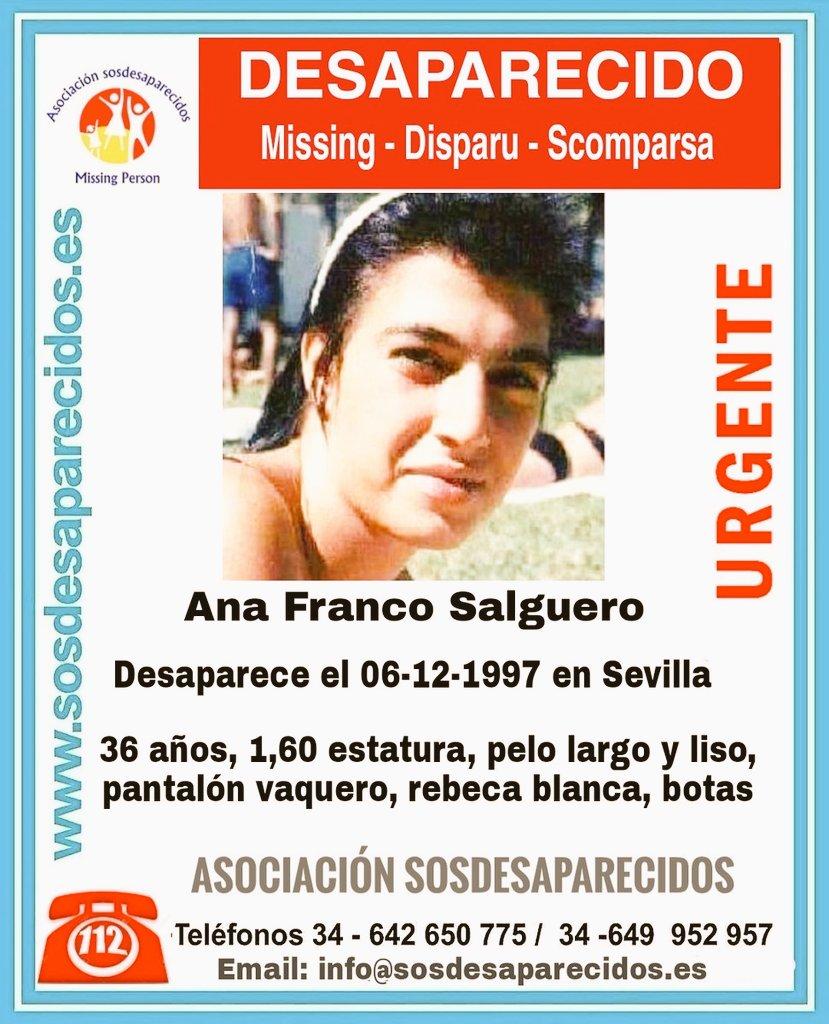 Asociación sosdesaparecidos
Missing Person
DESAPARECIDO
Missing - Disparu - Scomparsa
www.sosdesaparecidos.es
URGENTE
Ana Franco Salguero
Desaparece el 06-12-1997 en Sevilla
36 años, 1,60 estatura, pelo largo y liso,
pantalón vaquero, rebeca blanca, botas
ASOCIACIÓN SOSDESAPARECIDOS
112
Teléfonos 34 - 642 650 775 / 34 -649 952 957
Email: info@sosdesaparecidos.es